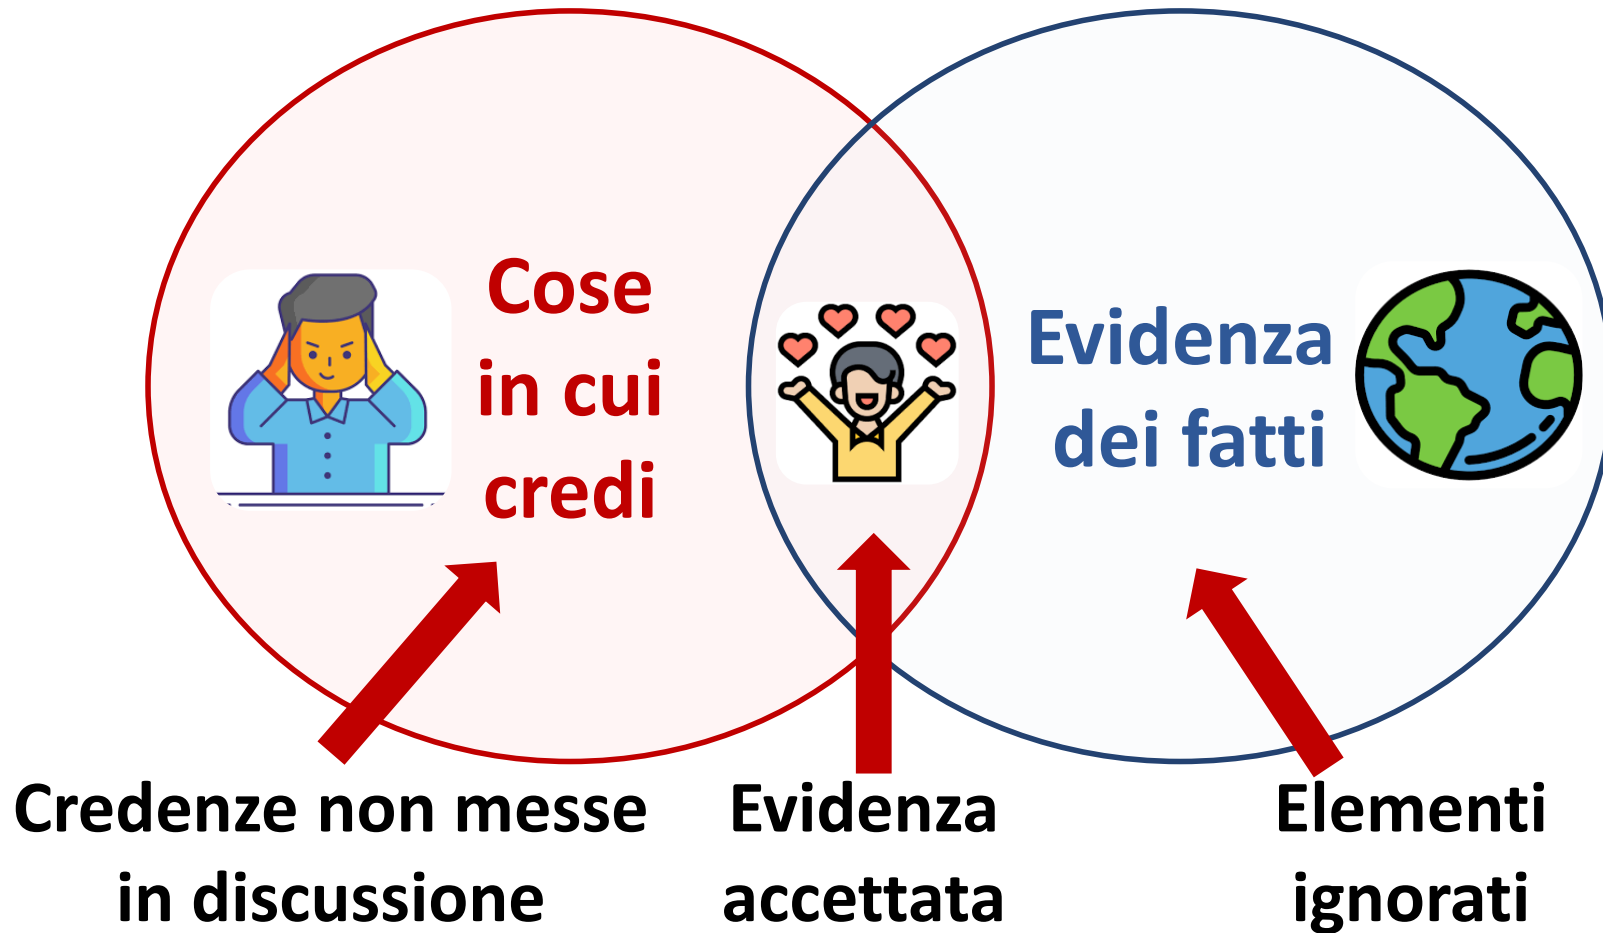 Cose
in cui
credi
Evidenza
dei fatti
Credenze non messe
in discussione
Evidenza
accettata
Elementi
ignorati